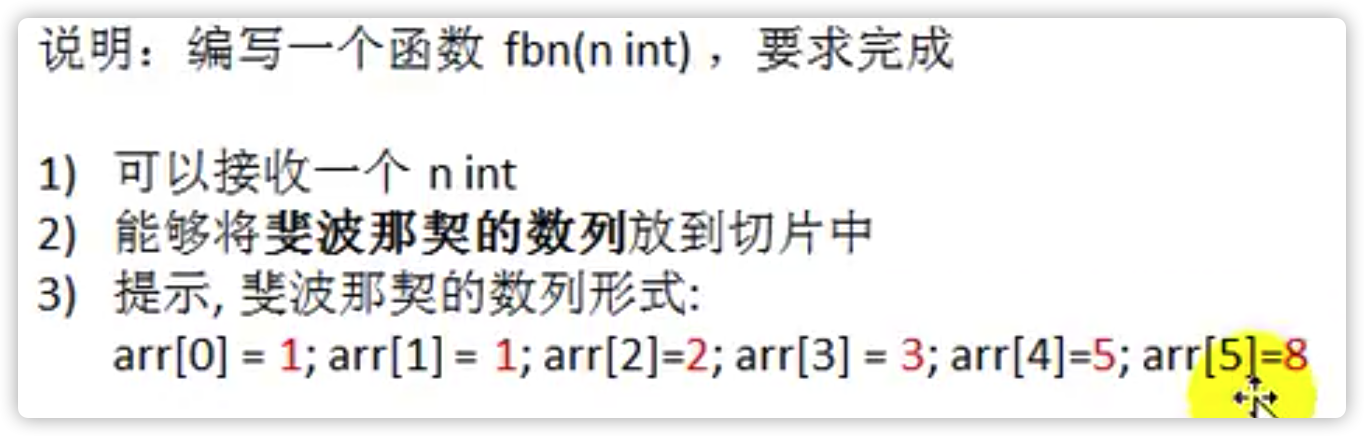 说明：编写一个函数 fbn(n int) ，要求完成
1) 可以接收一个 n int
2) 能够将斐波那契的数列放到切片中
3) 提示, 斐波那契的数列形式:
arr[0] = 1; arr[1] = 1; arr[2]=2; arr[3] = 3; arr[4]=5; arr[5]=8